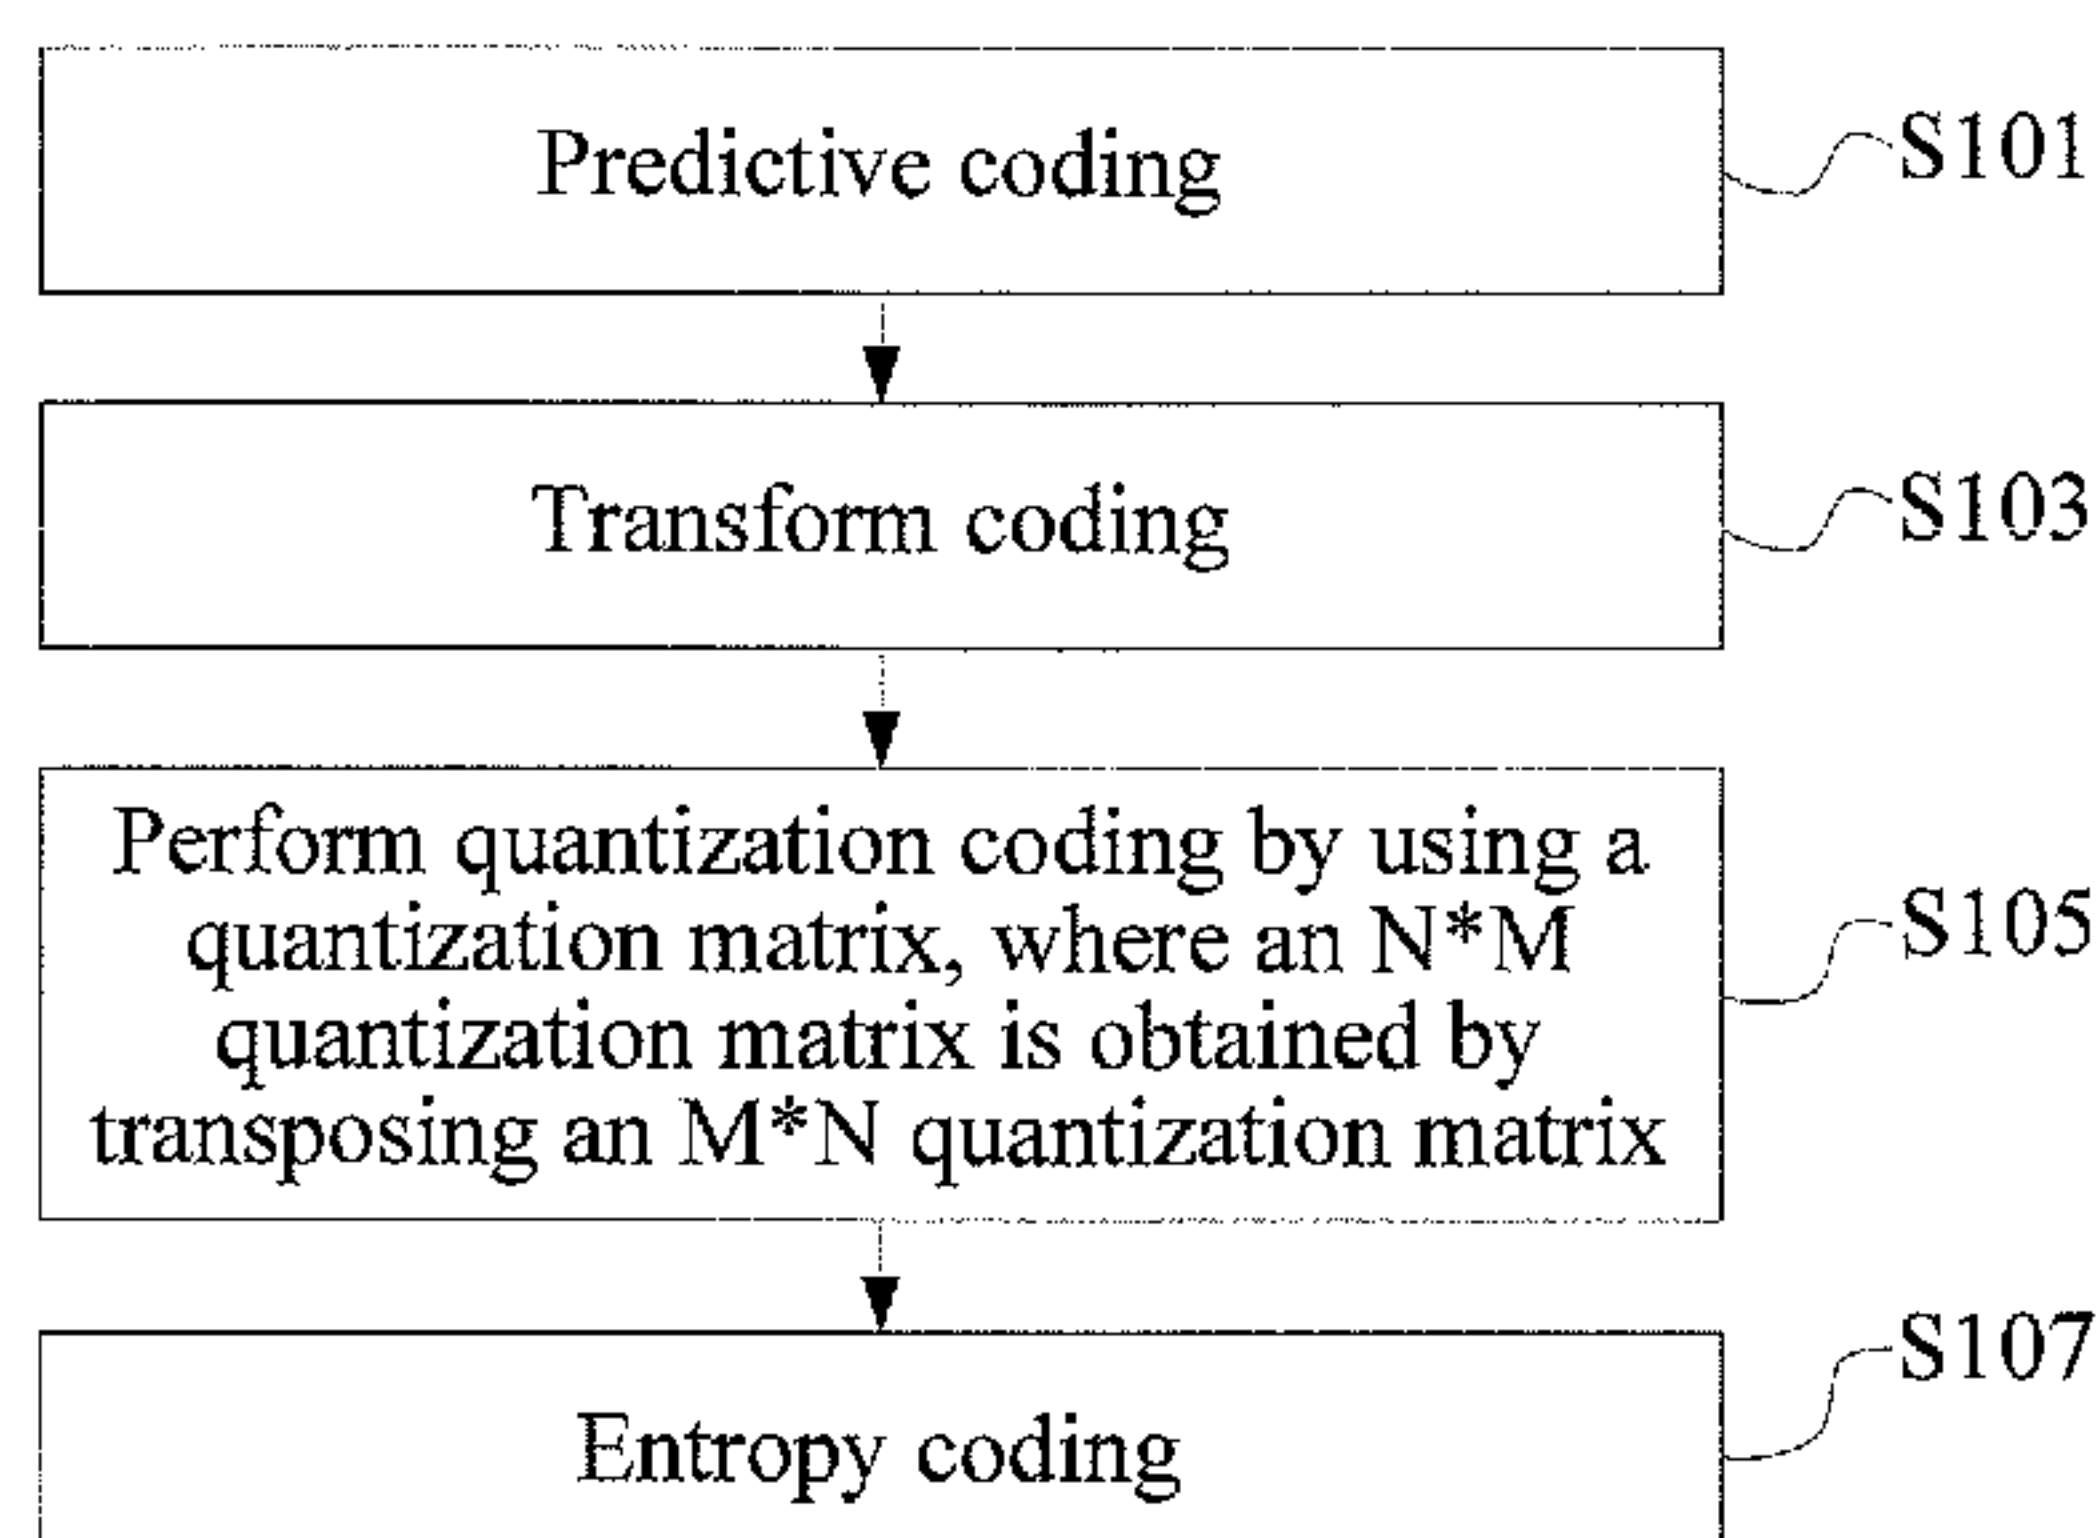 Predictive coding
S101
Transform coding
S103
Perform quantization coding by using a
quantization matrix, where an N*M
quantization matrix is obtained by
transposing an M*N quantization matrix
S105
Entropy coding
S107